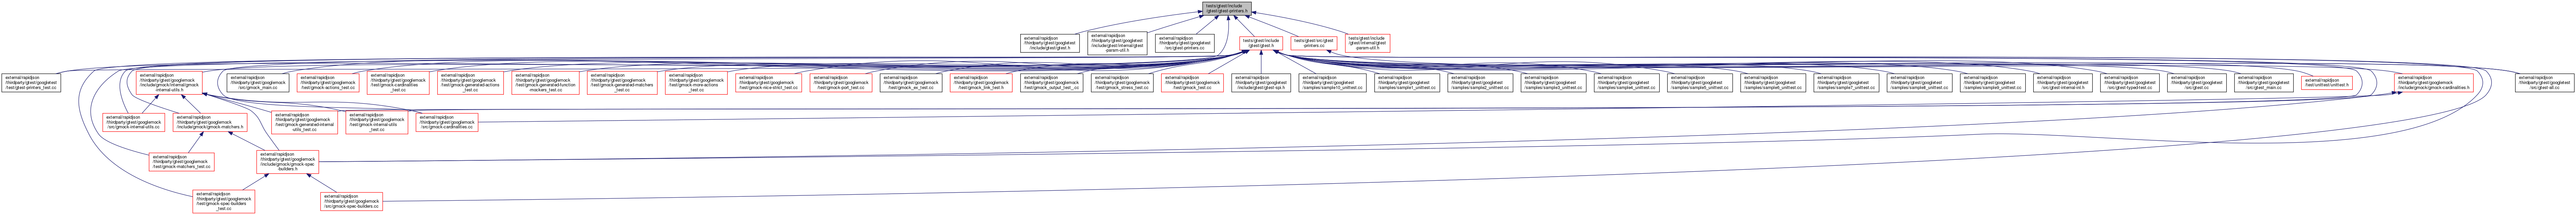 tests/gtest/include
/gtest/gtest-printers.h
external/rapidjson
/thirdparty/gtest/googletest
/include/gtest/gtest.h
external/rapidjson
/thirdparty/gtest/googletest
/include/gtest/internal/gtest
-param-util.h
external/rapidjson
/thirdparty/gtest/googletest
/src/gtest-printers.cc
tests/gtest/include
/gtest/gtest.h
tests/gtest/src/gtest
-printers.cc
tests/gtest/include
/gtest/internal/gtest
-param-util.h
external/rapidjson
/thirdparty/gtest/googletest
/test/gtest-printers_test.cc
external/rapidjson
/thirdparty/gtest/googlemock
/include/gmock/internal/gmock
-internal-utils.h
external/rapidjson
/thirdparty/gtest/googlemock
/src/gmock_main.cc
external/rapidjson
/thirdparty/gtest/googlemock
/test/gmock-actions_test.cc
external/rapidjson
/thirdparty/gtest/googlemock
/test/gmock-cardinalities
_test.cc
external/rapidjson
/thirdparty/gtest/googlemock
/test/gmock-generated-actions
_test.cc
external/rapidjson
/thirdparty/gtest/googlemock
/test/gmock-generated-function
-mockers_test.cc
external/rapidjson
/thirdparty/gtest/googlemock
/test/gmock-generated-matchers
_test.cc
external/rapidjson
/thirdparty/gtest/googlemock
/test/gmock-more-actions
_test.cc
external/rapidjson
/thirdparty/gtest/googlemock
/test/gmock-nice-strict_test.cc
external/rapidjson
/thirdparty/gtest/googlemock
/test/gmock-port_test.cc
external/rapidjson
/thirdparty/gtest/googlemock
/test/gmock_ex_test.cc
external/rapidjson
/thirdparty/gtest/googlemock
/test/gmock_link_test.h
external/rapidjson
/thirdparty/gtest/googlemock
/test/gmock_output_test_.cc
external/rapidjson
/thirdparty/gtest/googlemock
/test/gmock_stress_test.cc
external/rapidjson
/thirdparty/gtest/googlemock
/test/gmock_test.cc
external/rapidjson
/thirdparty/gtest/googletest
/include/gtest/gtest-spi.h
external/rapidjson
/thirdparty/gtest/googletest
/samples/sample10_unittest.cc
external/rapidjson
/thirdparty/gtest/googletest
/samples/sample1_unittest.cc
external/rapidjson
/thirdparty/gtest/googletest
/samples/sample2_unittest.cc
external/rapidjson
/thirdparty/gtest/googletest
/samples/sample3_unittest.cc
external/rapidjson
/thirdparty/gtest/googletest
/samples/sample4_unittest.cc
external/rapidjson
/thirdparty/gtest/googletest
/samples/sample5_unittest.cc
external/rapidjson
/thirdparty/gtest/googletest
/samples/sample6_unittest.cc
external/rapidjson
/thirdparty/gtest/googletest
/samples/sample7_unittest.cc
external/rapidjson
/thirdparty/gtest/googletest
/samples/sample8_unittest.cc
external/rapidjson
/thirdparty/gtest/googletest
/samples/sample9_unittest.cc
external/rapidjson
/thirdparty/gtest/googletest
/src/gtest-internal-inl.h
external/rapidjson
/thirdparty/gtest/googletest
/src/gtest-typed-test.cc
external/rapidjson
/thirdparty/gtest/googletest
/src/gtest.cc
external/rapidjson
/thirdparty/gtest/googletest
/src/gtest_main.cc
external/rapidjson
/test/unittest/unittest.h
external/rapidjson
/thirdparty/gtest/googlemock
/include/gmock/gmock-cardinalities.h
external/rapidjson
/thirdparty/gtest/googletest
/src/gtest-all.cc
external/rapidjson
/thirdparty/gtest/googlemock
/src/gmock-internal-utils.cc
external/rapidjson
/thirdparty/gtest/googlemock
/include/gmock/gmock-matchers.h
external/rapidjson
/thirdparty/gtest/googlemock
/test/gmock-generated-internal
-utils_test.cc
external/rapidjson
/thirdparty/gtest/googlemock
/test/gmock-internal-utils
_test.cc
external/rapidjson
/thirdparty/gtest/googlemock
/src/gmock-cardinalities.cc
external/rapidjson
/thirdparty/gtest/googlemock
/test/gmock-matchers_test.cc
external/rapidjson
/thirdparty/gtest/googlemock
/include/gmock/gmock-spec
-builders.h
external/rapidjson
/thirdparty/gtest/googlemock
/test/gmock-spec-builders
_test.cc
external/rapidjson
/thirdparty/gtest/googlemock
/src/gmock-spec-builders.cc